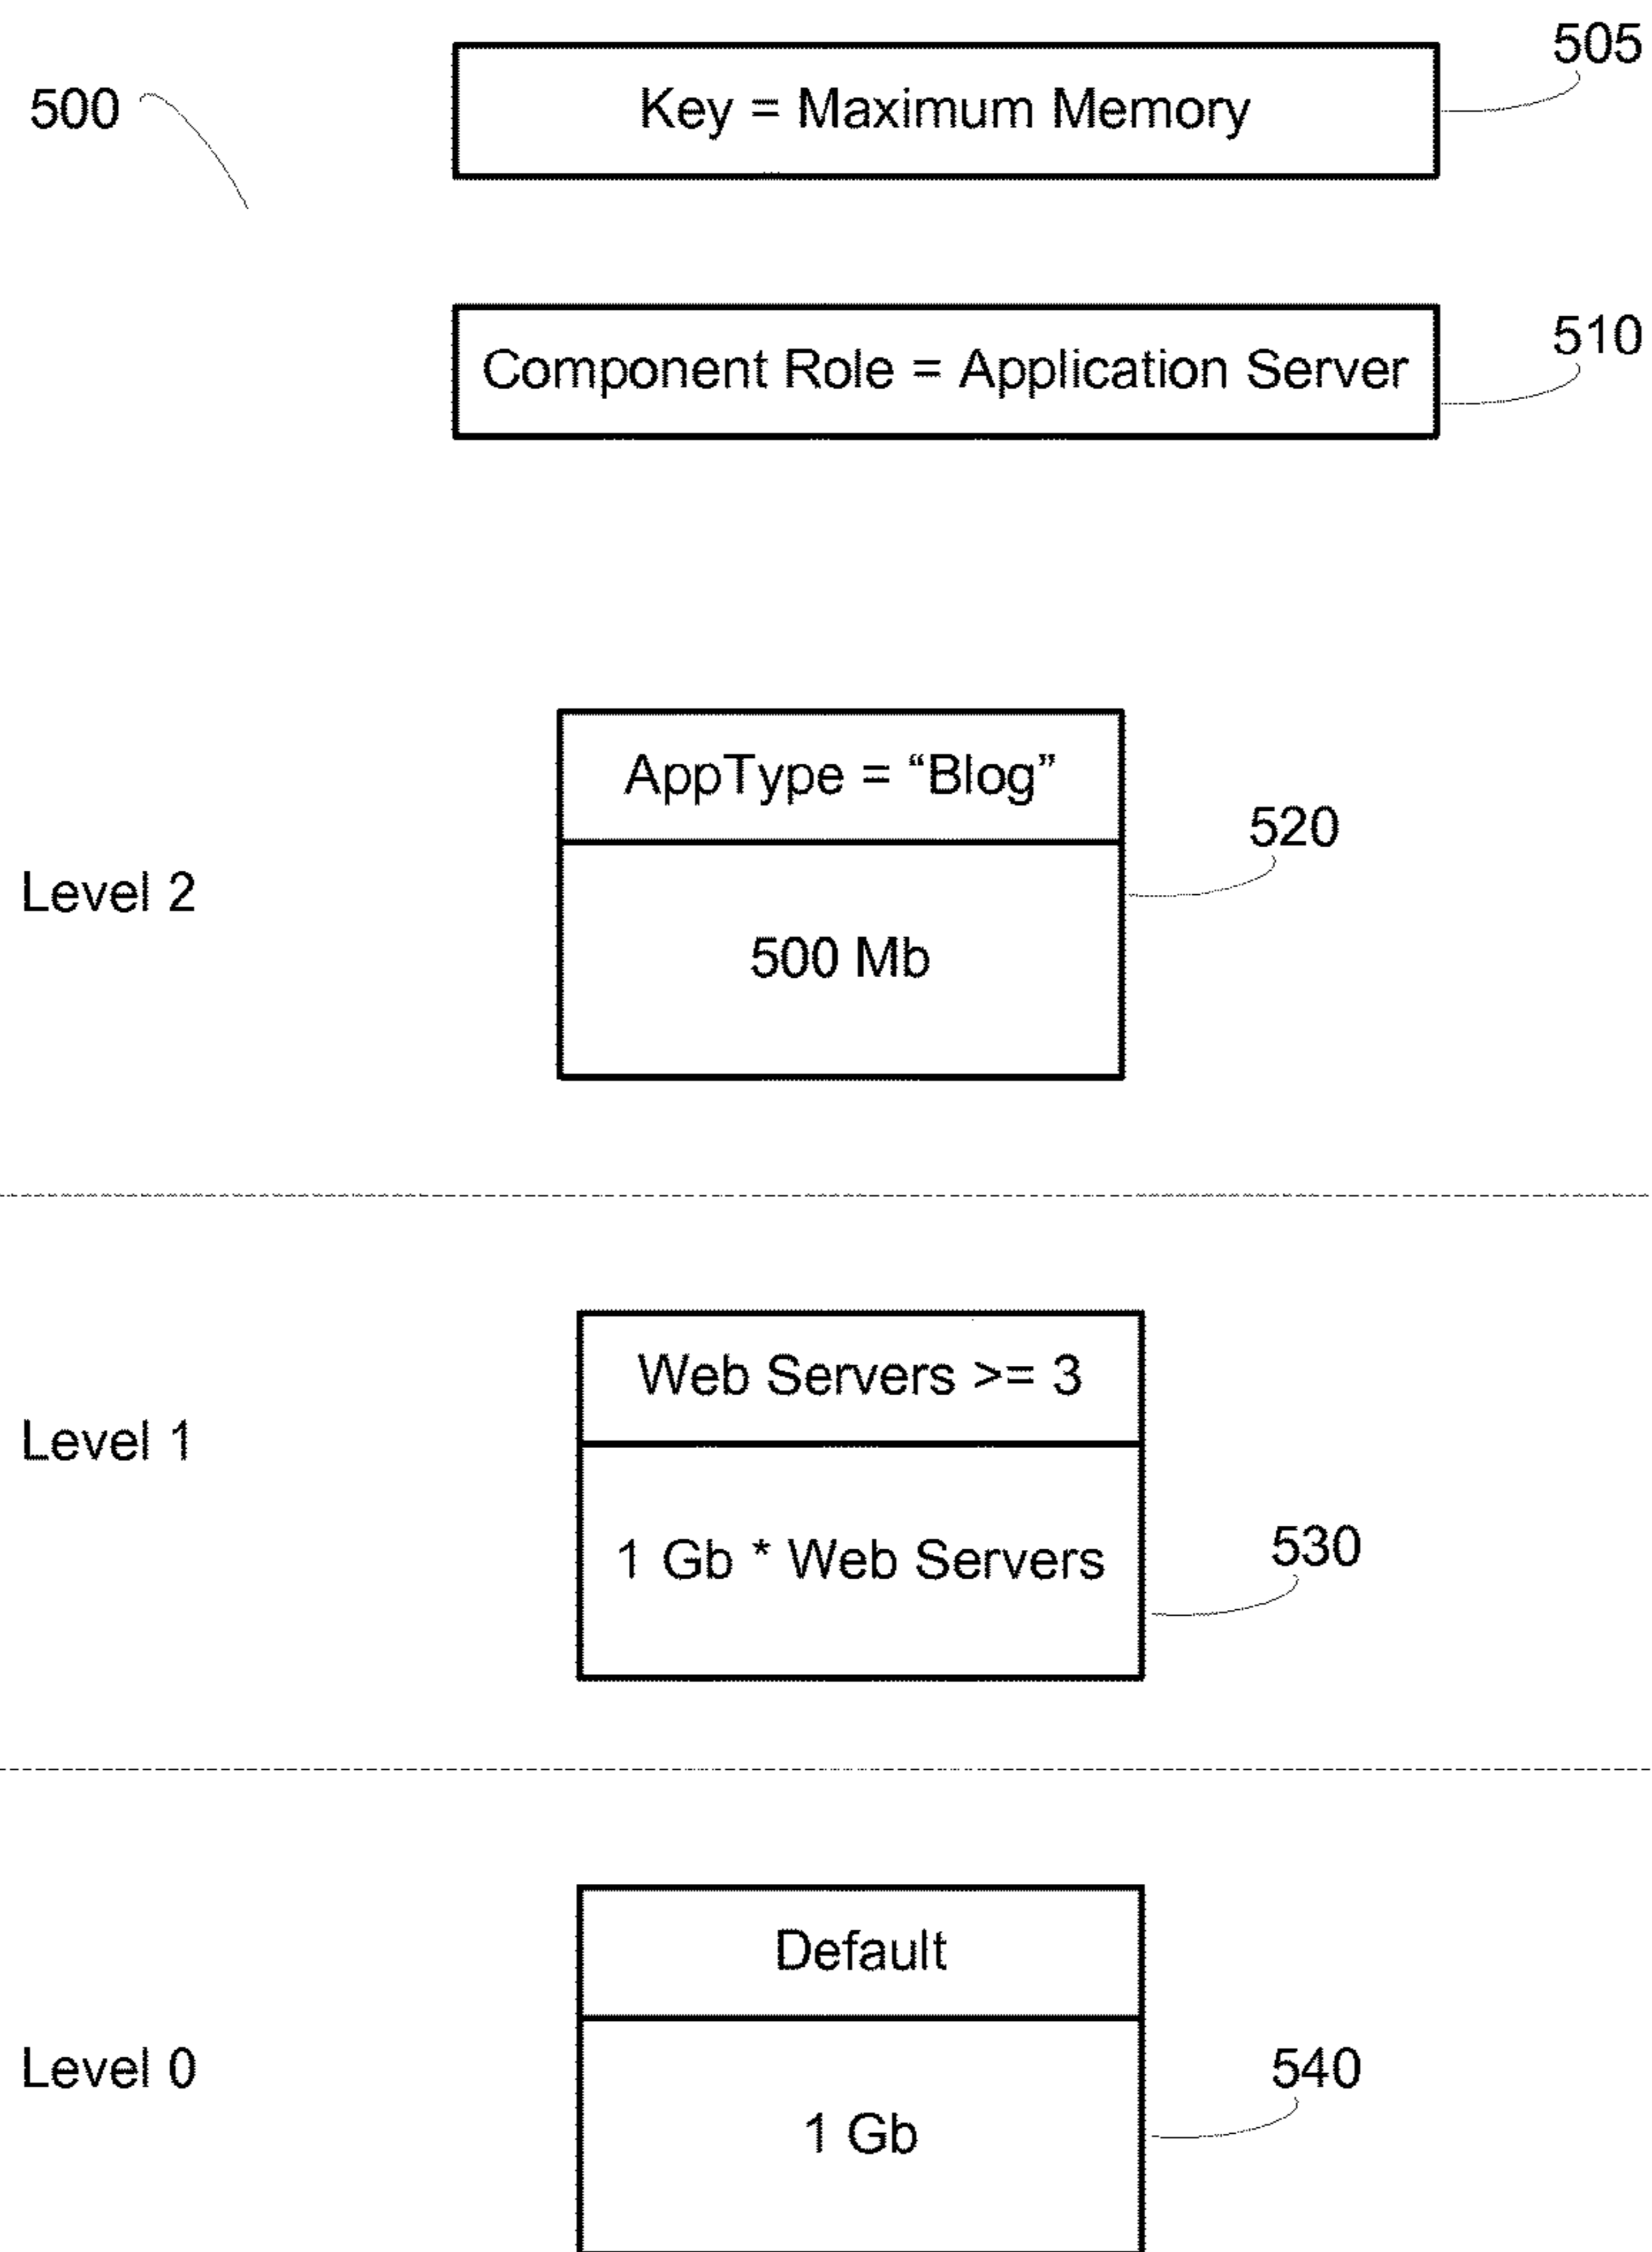 505
500
Key = Maximum Memory
510
Component Role = Application Server
AppType = “Blog”
520
Level 2
500 Mb
Web Servers >= 3
Level 1
530
1 Gb * Web Servers
Default
Level 0
540
1 Gb